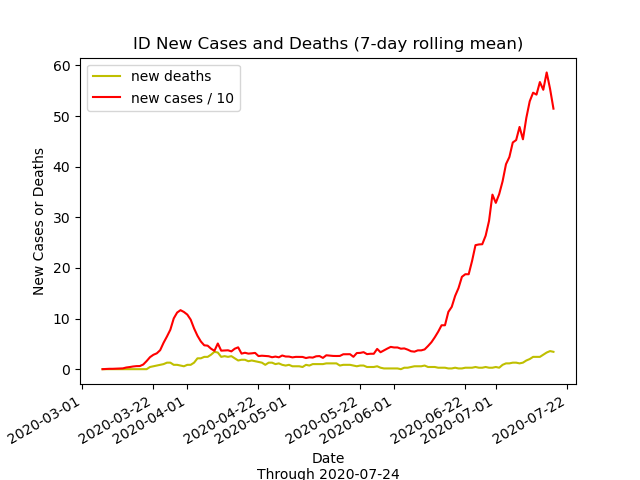 ID New Cases and Deaths (7-day rolling mean)
new deaths
new cases / 10
New Cases or Deaths
60
50
40
30
20
10
0
2020-03-01
2020-03-22
2020-04-01
2020-04-22
2020-05-01
2020-05-22
2020-06-01
2020-06-22
2020-07-01
2020-07-22
Date
Through 2020-07-24